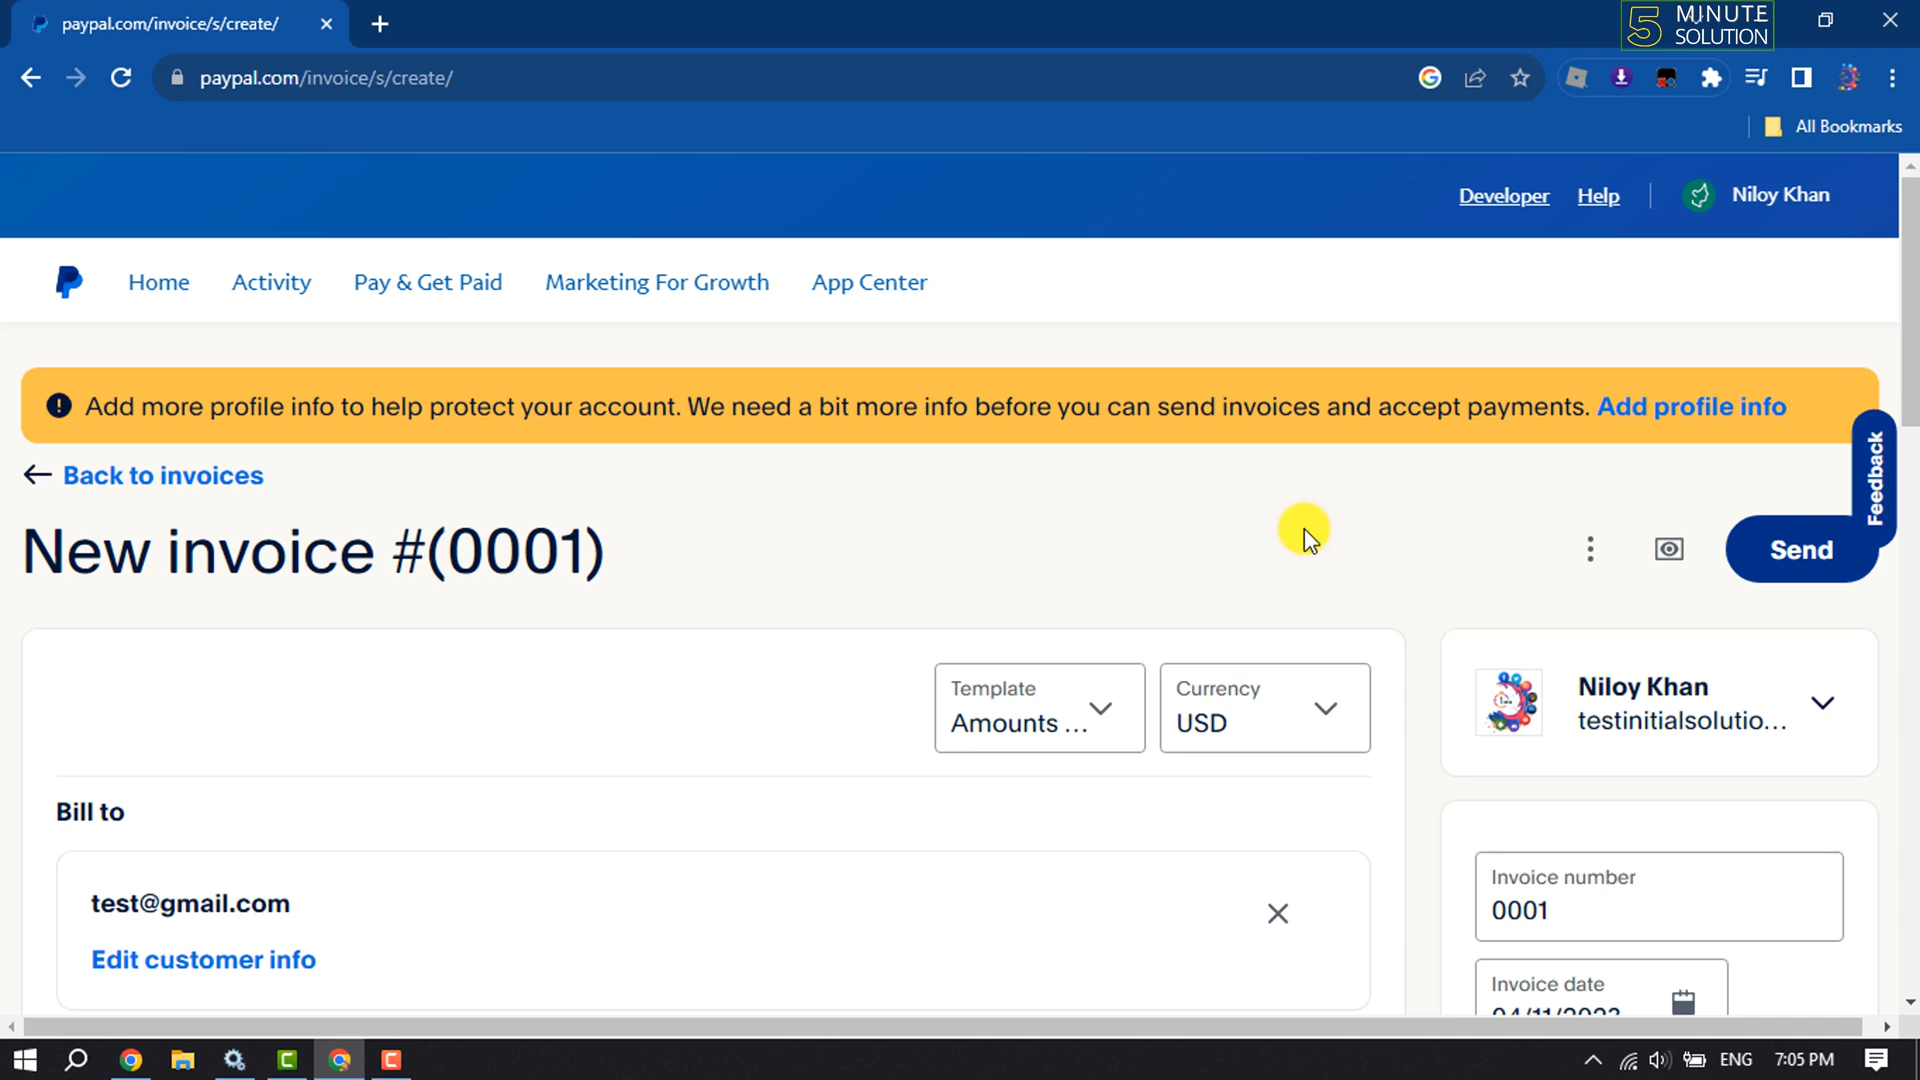 paypal.com/invoice/s/create/
5 MINUTE SOLUTION
paypal.com/invoice/s/create/
All Bookmarks
Developer Help Niloy Khan
Home Activity Pay & Get Paid Marketing For Growth App Center
Add more profile info to help protect your account. We need a bit more info before you can send invoices and accept payments. Add profile info
Feedback
Back to invoices
New invoice #(0001)
Send
Template
Amounts ...
Currency
USD
Niloy Khan
testinitialsolutio...
Bill to
test@gmail.com
Edit customer info
Invoice number
0001
Invoice date
04/11/2023
ENG 7:05 PM